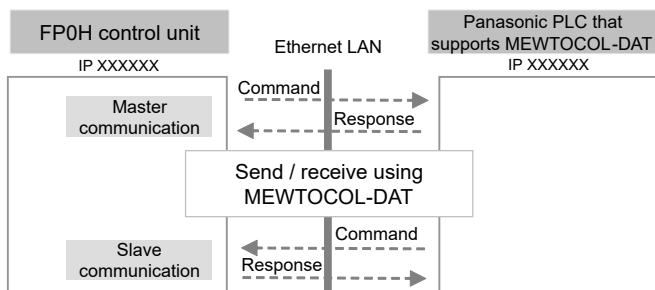 FP0H control unit
Ethernet LAN
Panasonic PLC that
supports MEWTOCOL-DAT
IP XXXXXX
IP XXXXXX
Command
Master
communication
Response
Send / receive using
MEWTOCOL-DAT
Command
Slave
communication
Response